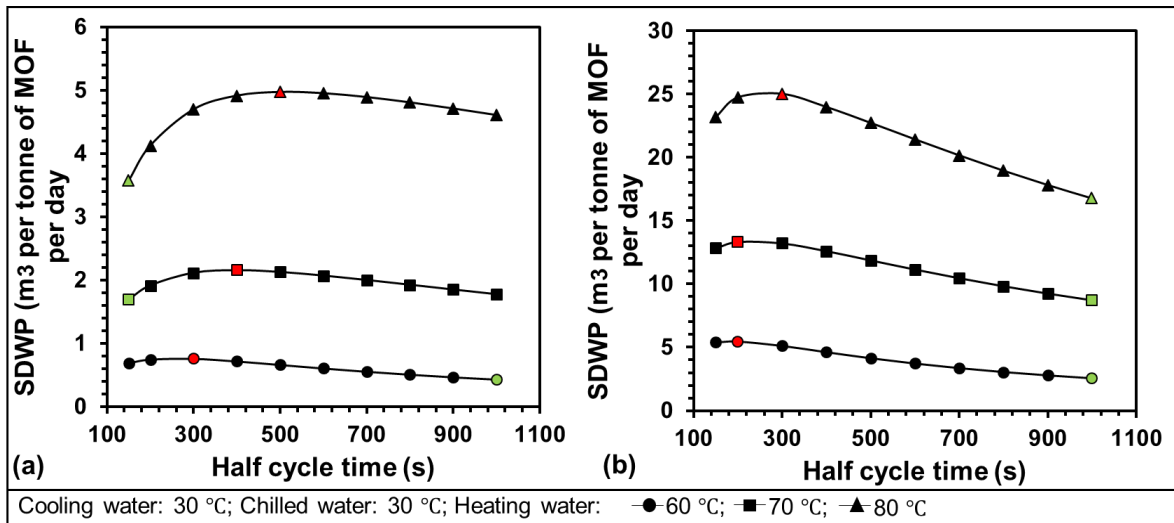 SDWP (m3 per tonne of MOF
per day
6
5
4
3
2
1
0
100 300 500 700 900 1100
(a)
Half cycle time (s)
SDWP (m3 per tonne of MOF
per day
30
25
20
15
10
5
0
100 300 500 700 900 1100
(b)
Half cycle time (s)
Cooling water: 30 ℃; Chilled water: 30 ℃; Heating water: 60 ℃; 70 ℃; 80 ℃